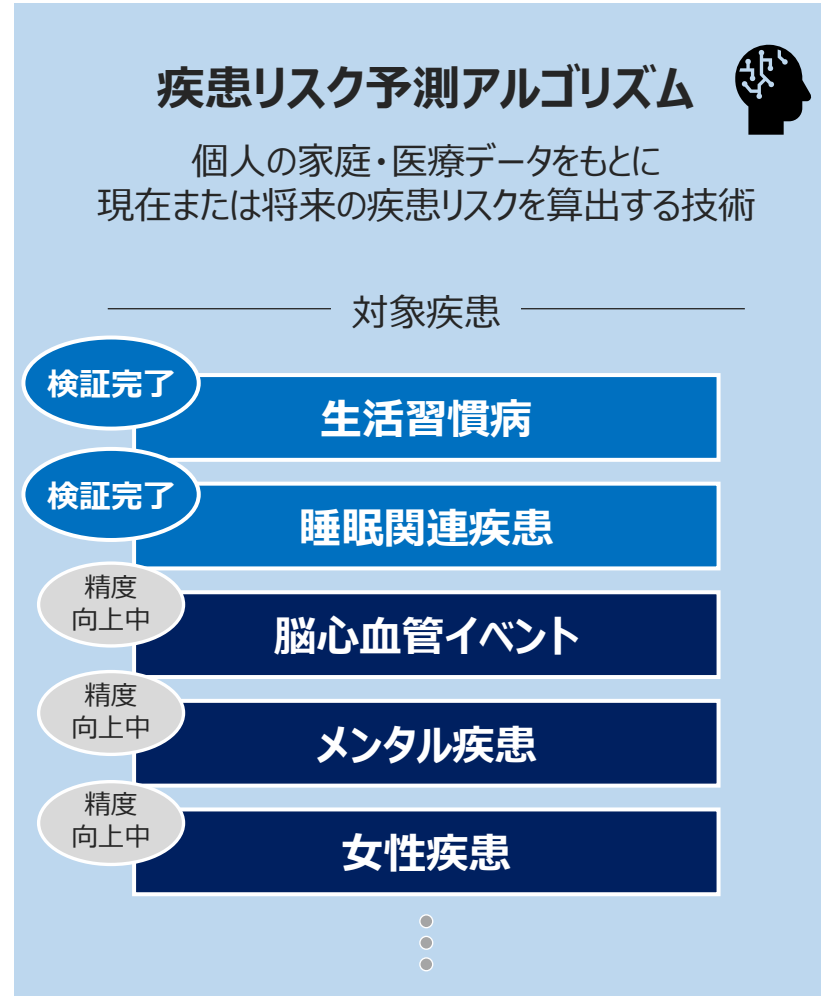 疾患リスク予測アルゴリズム
個人の家庭・医療データをもとに
現在または将来の疾患リスクを算出する技術
対象疾患
検証完了
生活習慣病
検証完了
睡眠関連疾患
精度
向上中
脳心血管イベント
精度
向上中
メンタル疾患
精度
向上中
女性疾患